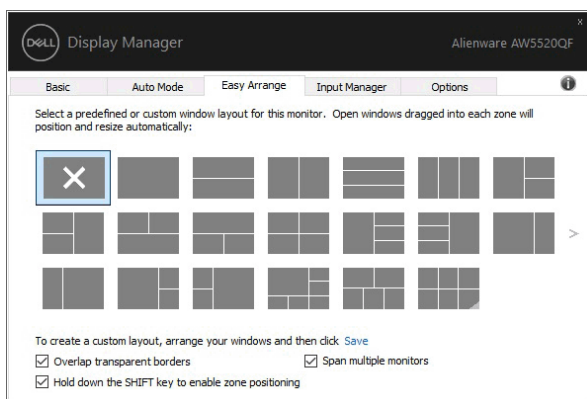 x
DELL Display Manager Alienware AW5520QF
Basic Auto Mode Easy Arrange Input Manager Options i
Select a predefined or custom window layout for this monitor. Open windows dragged into each zone will
position and resize automatically:
>
To create a custom layout, arrange your windows and then click Save
Overlap transparent borders Span multiple monitors
Hold down the SHIFT key to enable zone positioning